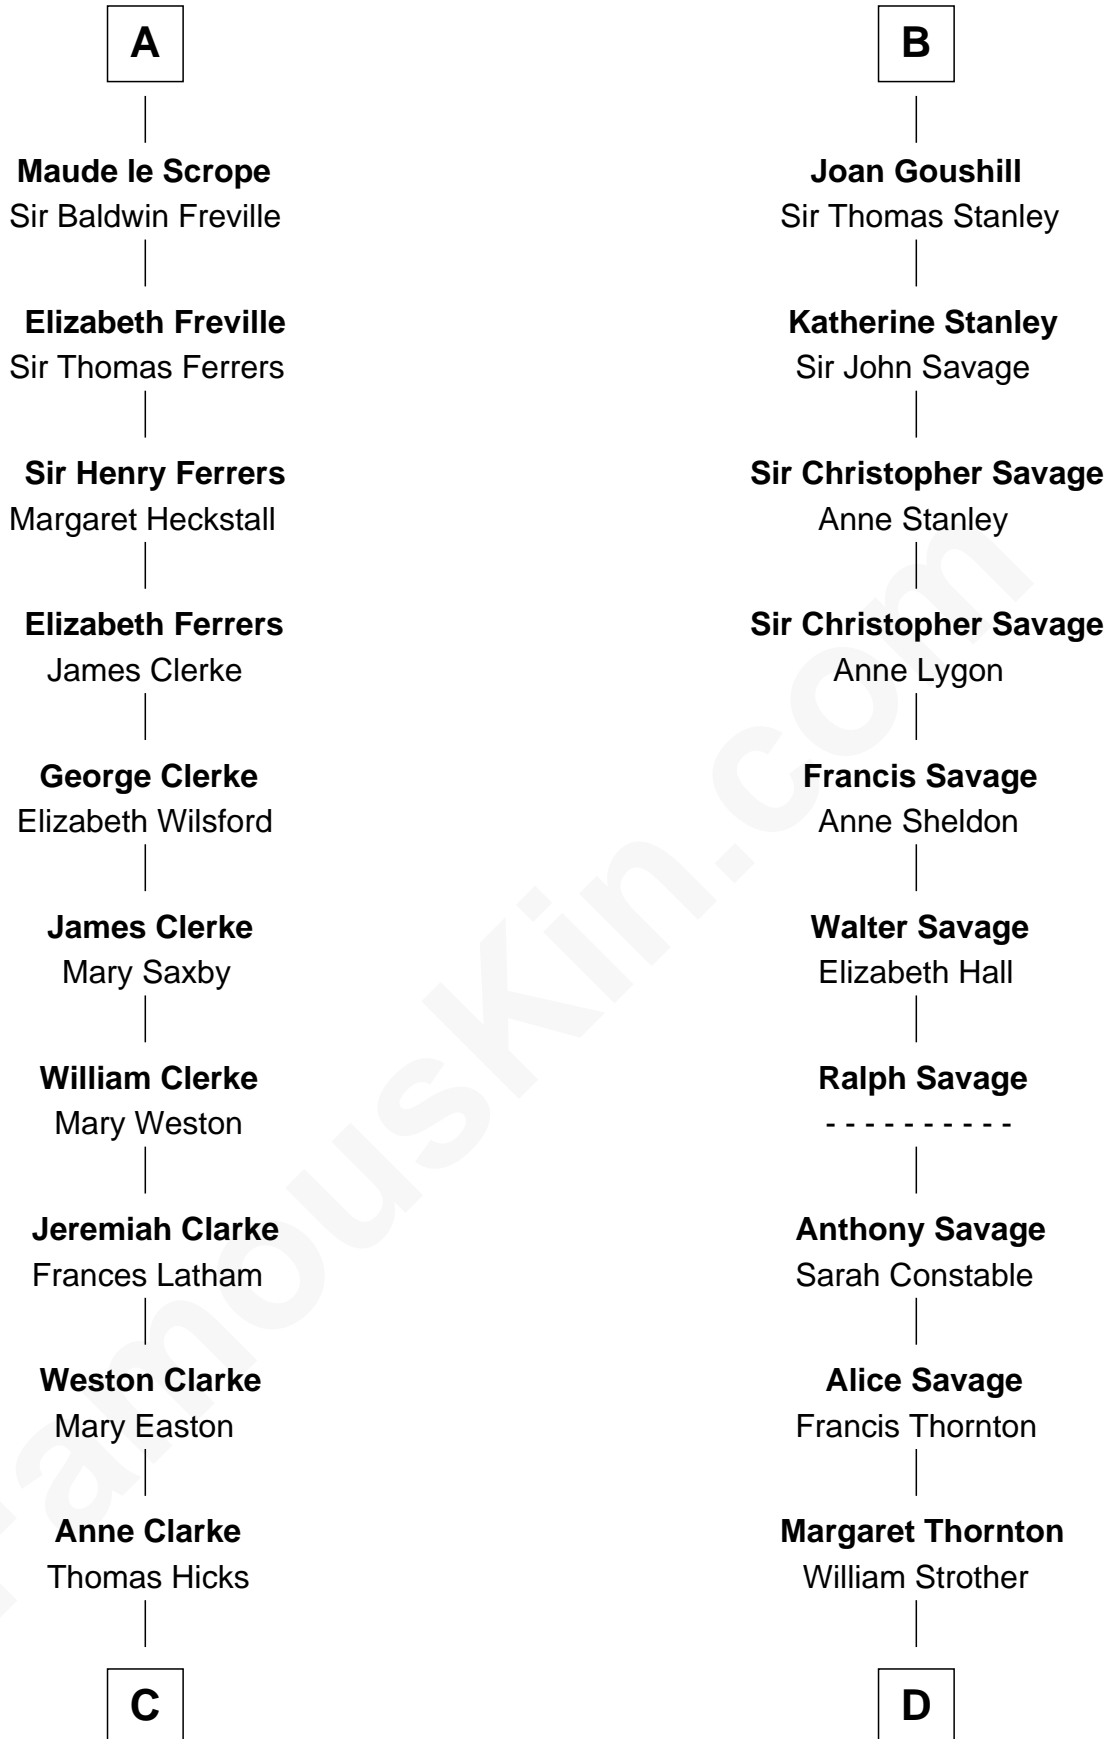 A
Maude le Scrope
Sir Baldwin Freville
Elizabeth Freville
Sir Thomas Ferrers
Sir Henry Ferrers
Margaret Heckstall
Elizabeth Ferrers
James Clerke
George Clerke
Elizabeth Wilsford
James Clerke
Mary Saxby
William Clerke
Mary Weston
Jeremiah Clarke
Frances Latham
Weston Clarke
Mary Easton
Anne Clarke
Thomas Hicks
C
B
Joan Goushill
Sir Thomas Stanley
Katherine Stanley
Sir John Savage
Sir Christopher Savage
Anne Stanley
Sir Christopher Savage
Anne Lygon
Francis Savage
Anne Sheldon
Walter Savage
Elizabeth Hall
Ralph Savage
- - - - - - - - - -
Anthony Savage
Sarah Constable
Alice Savage
Francis Thornton
Margaret Thornton
William Strother
D
FamousKin.com